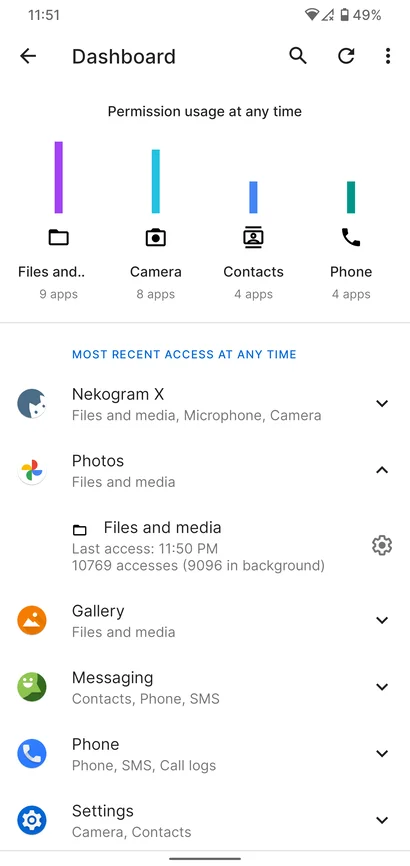 11:51
49%
Dashboard
Permission usage at any time
Files and..
Camera
Contacts
Phone
9 apps
8 apps
4 apps
4 apps
MOST RECENT ACCESS AT ANY TIME
Nekogram X
Files and media, Microphone, Camera
Photos
Files and media
Files and media
Last access: 11:50 PM
10769 accesses (9096 in background)
Gallery
Files and media
Messaging
Contacts, Phone, SMS
Phone
Phone, SMS, Call logs
Settings
Camera, Contacts